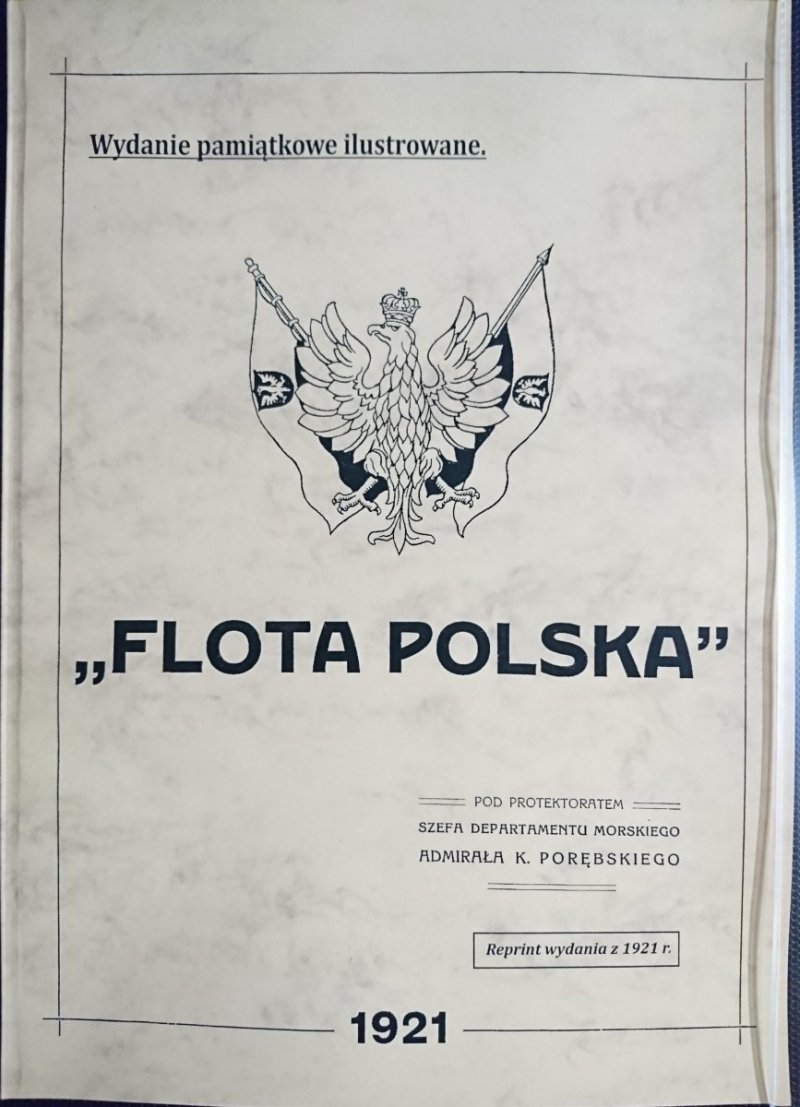 Wydanie pamiątkowe ilustrowane.
„FLOTA POLSKA”
POD PROTEKTORATEM
SZEFA DEPARTAMENTU MORSKIEGO
ADMIRAŁA K. PORĘBSKIEGO
Reprint wydania z 1921 r.
1921